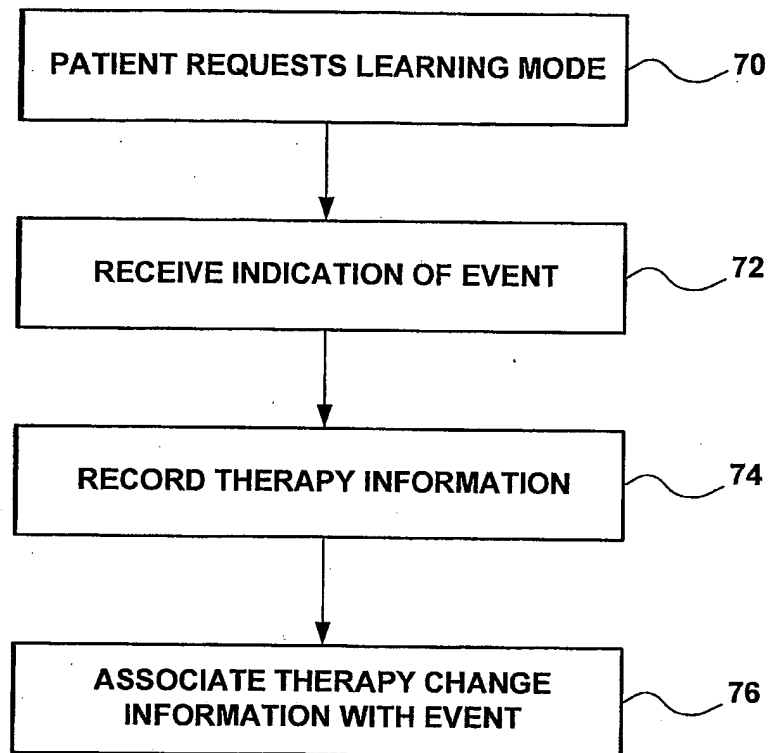 PATIENT REQUESTS LEARNING MODE
70
RECEIVE INDICATION OF EVENT
72
RECORD THERAPY INFORMATION
74
ASSOCIATE THERAPY CHANGE
INFORMATION WITH EVENT
76